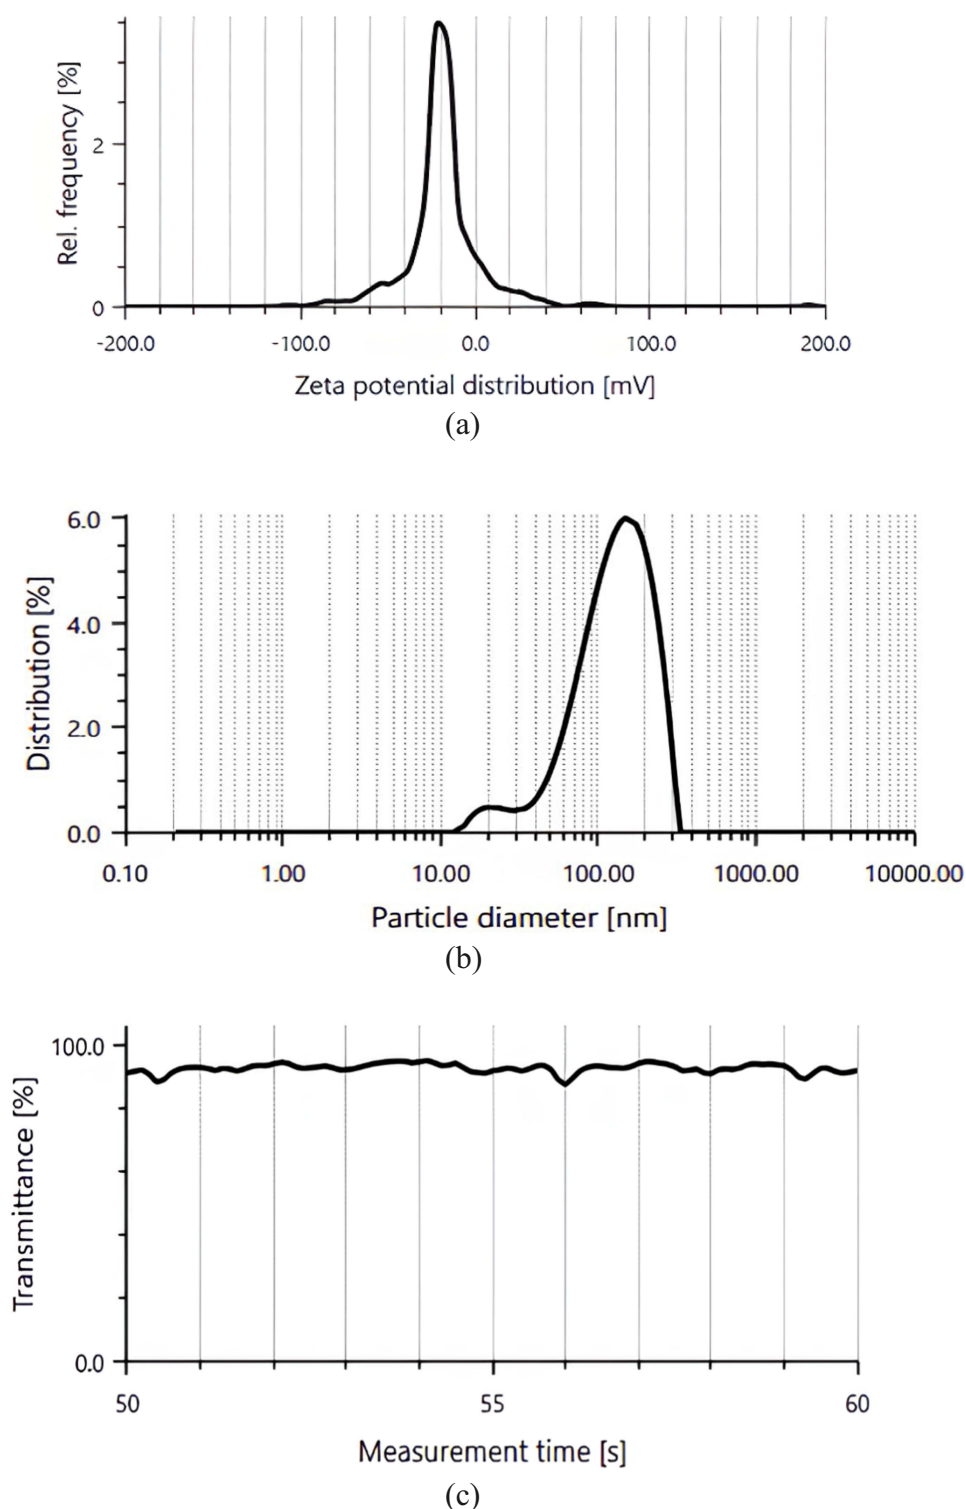 Rel. frequency [%]
2
0
-200.0 -100.0 0.0 100.0 200.0
Zeta potential distribution [mV]
(a)
Distribution [%]
6.0
4.0
2.0
0.0
0.10 1.00 10.00 100.00 1000.00 10000.00
Particle diameter [nm]
(b)
Transmittance [%]
100.0
0.0
50 55 60
Measurement time [s]
(c)